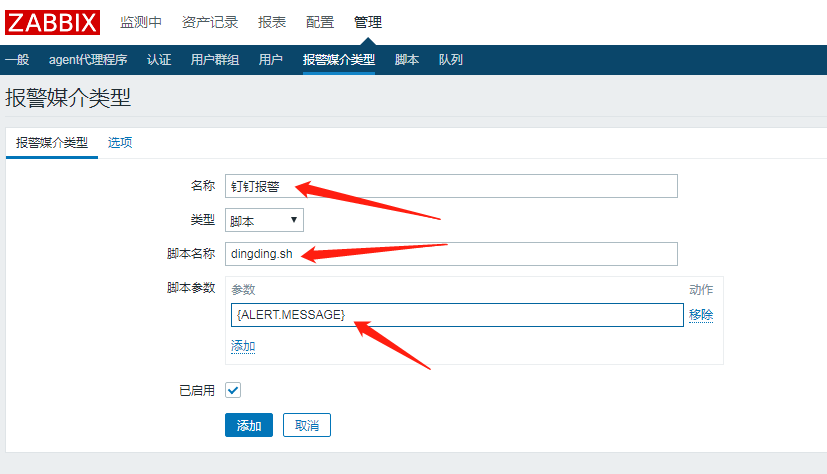 ZABBIX 监测中 资产记录 报表 配置 管理
一般 agent代理程序 认证 用户群组 用户 报警媒介类型 脚本 队列
报警媒介类型
报警媒介类型 选项
名称 钉钉报警
类型 脚本
脚本名称 dingding.sh
脚本参数 参数 动作
{ALERT.MESSAGE} 移除
添加
已启用
添加 取消